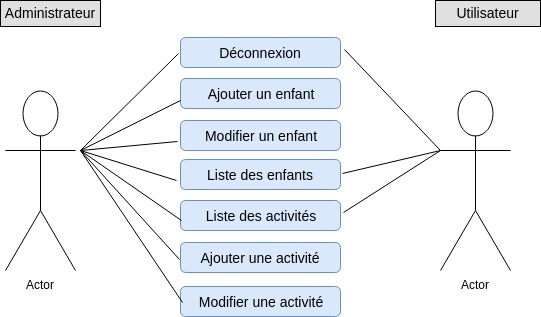 Administrateur
Utilisateur
Déconnexion
Ajouter un enfant
Modifier un enfant
Liste des enfants
Liste des activités
Ajouter une activité
Modifier une activité
Actor
Actor